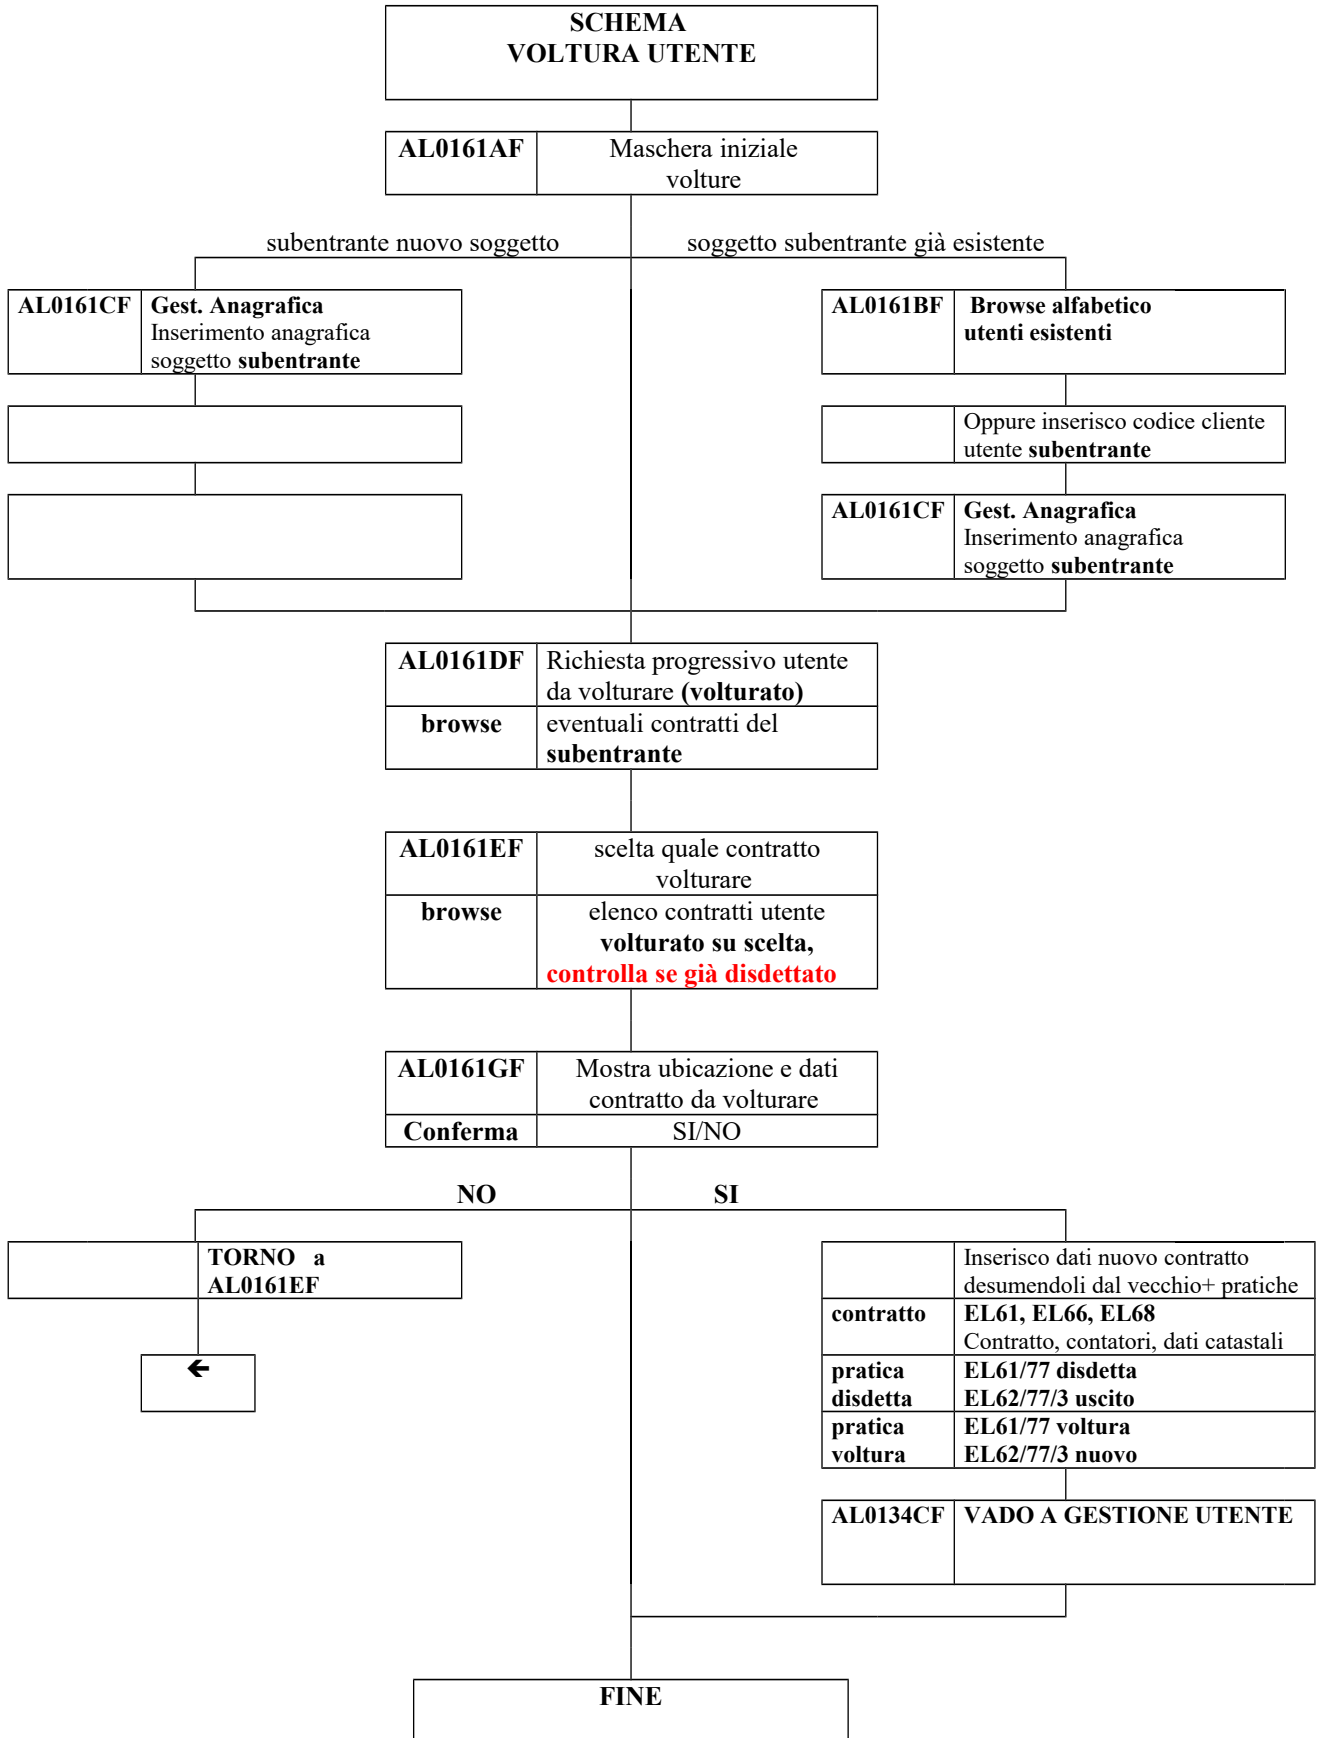 SCHEMA
VOLTURA UTENTE
AL0161AF Maschera iniziale
volture
subentrante nuovo soggetto
soggetto subentrante già esistente
AL0161CF Gest. Anagrafica
Inserimento anagrafica
soggetto subentrante
AL0161BF Browse alfabetico
utenti esistenti
Oppure inserisco codice cliente
utente subentrante
AL0161CF Gest. Anagrafica
Inserimento anagrafica
soggetto subentrante
AL0161DF Richiesta progressivo utente
da volturare (volturato)
browse eventuali contratti del
subentrante
AL0161EF scelta quale contratto
volturare
browse elenco contratti utente
volturato su scelta,
controlla se già disdettato
AL0161GF Mostra ubicazione e dati
contratto da volturare
Conferma SI/NO
NO
SI
TORNO a
AL0161EF
←
Inserisco dati nuovo contratto
desumendoli dal vecchio+ pratiche
contratto EL61, EL66, EL68
Contratto, contatori, dati catastali
pratica EL61/77 disdetta
disdetta EL62/77/3 uscito
pratica EL61/77 voltura
voltura EL62/77/3 nuovo
AL0134CF VADO A GESTIONE UTENTE
FINE